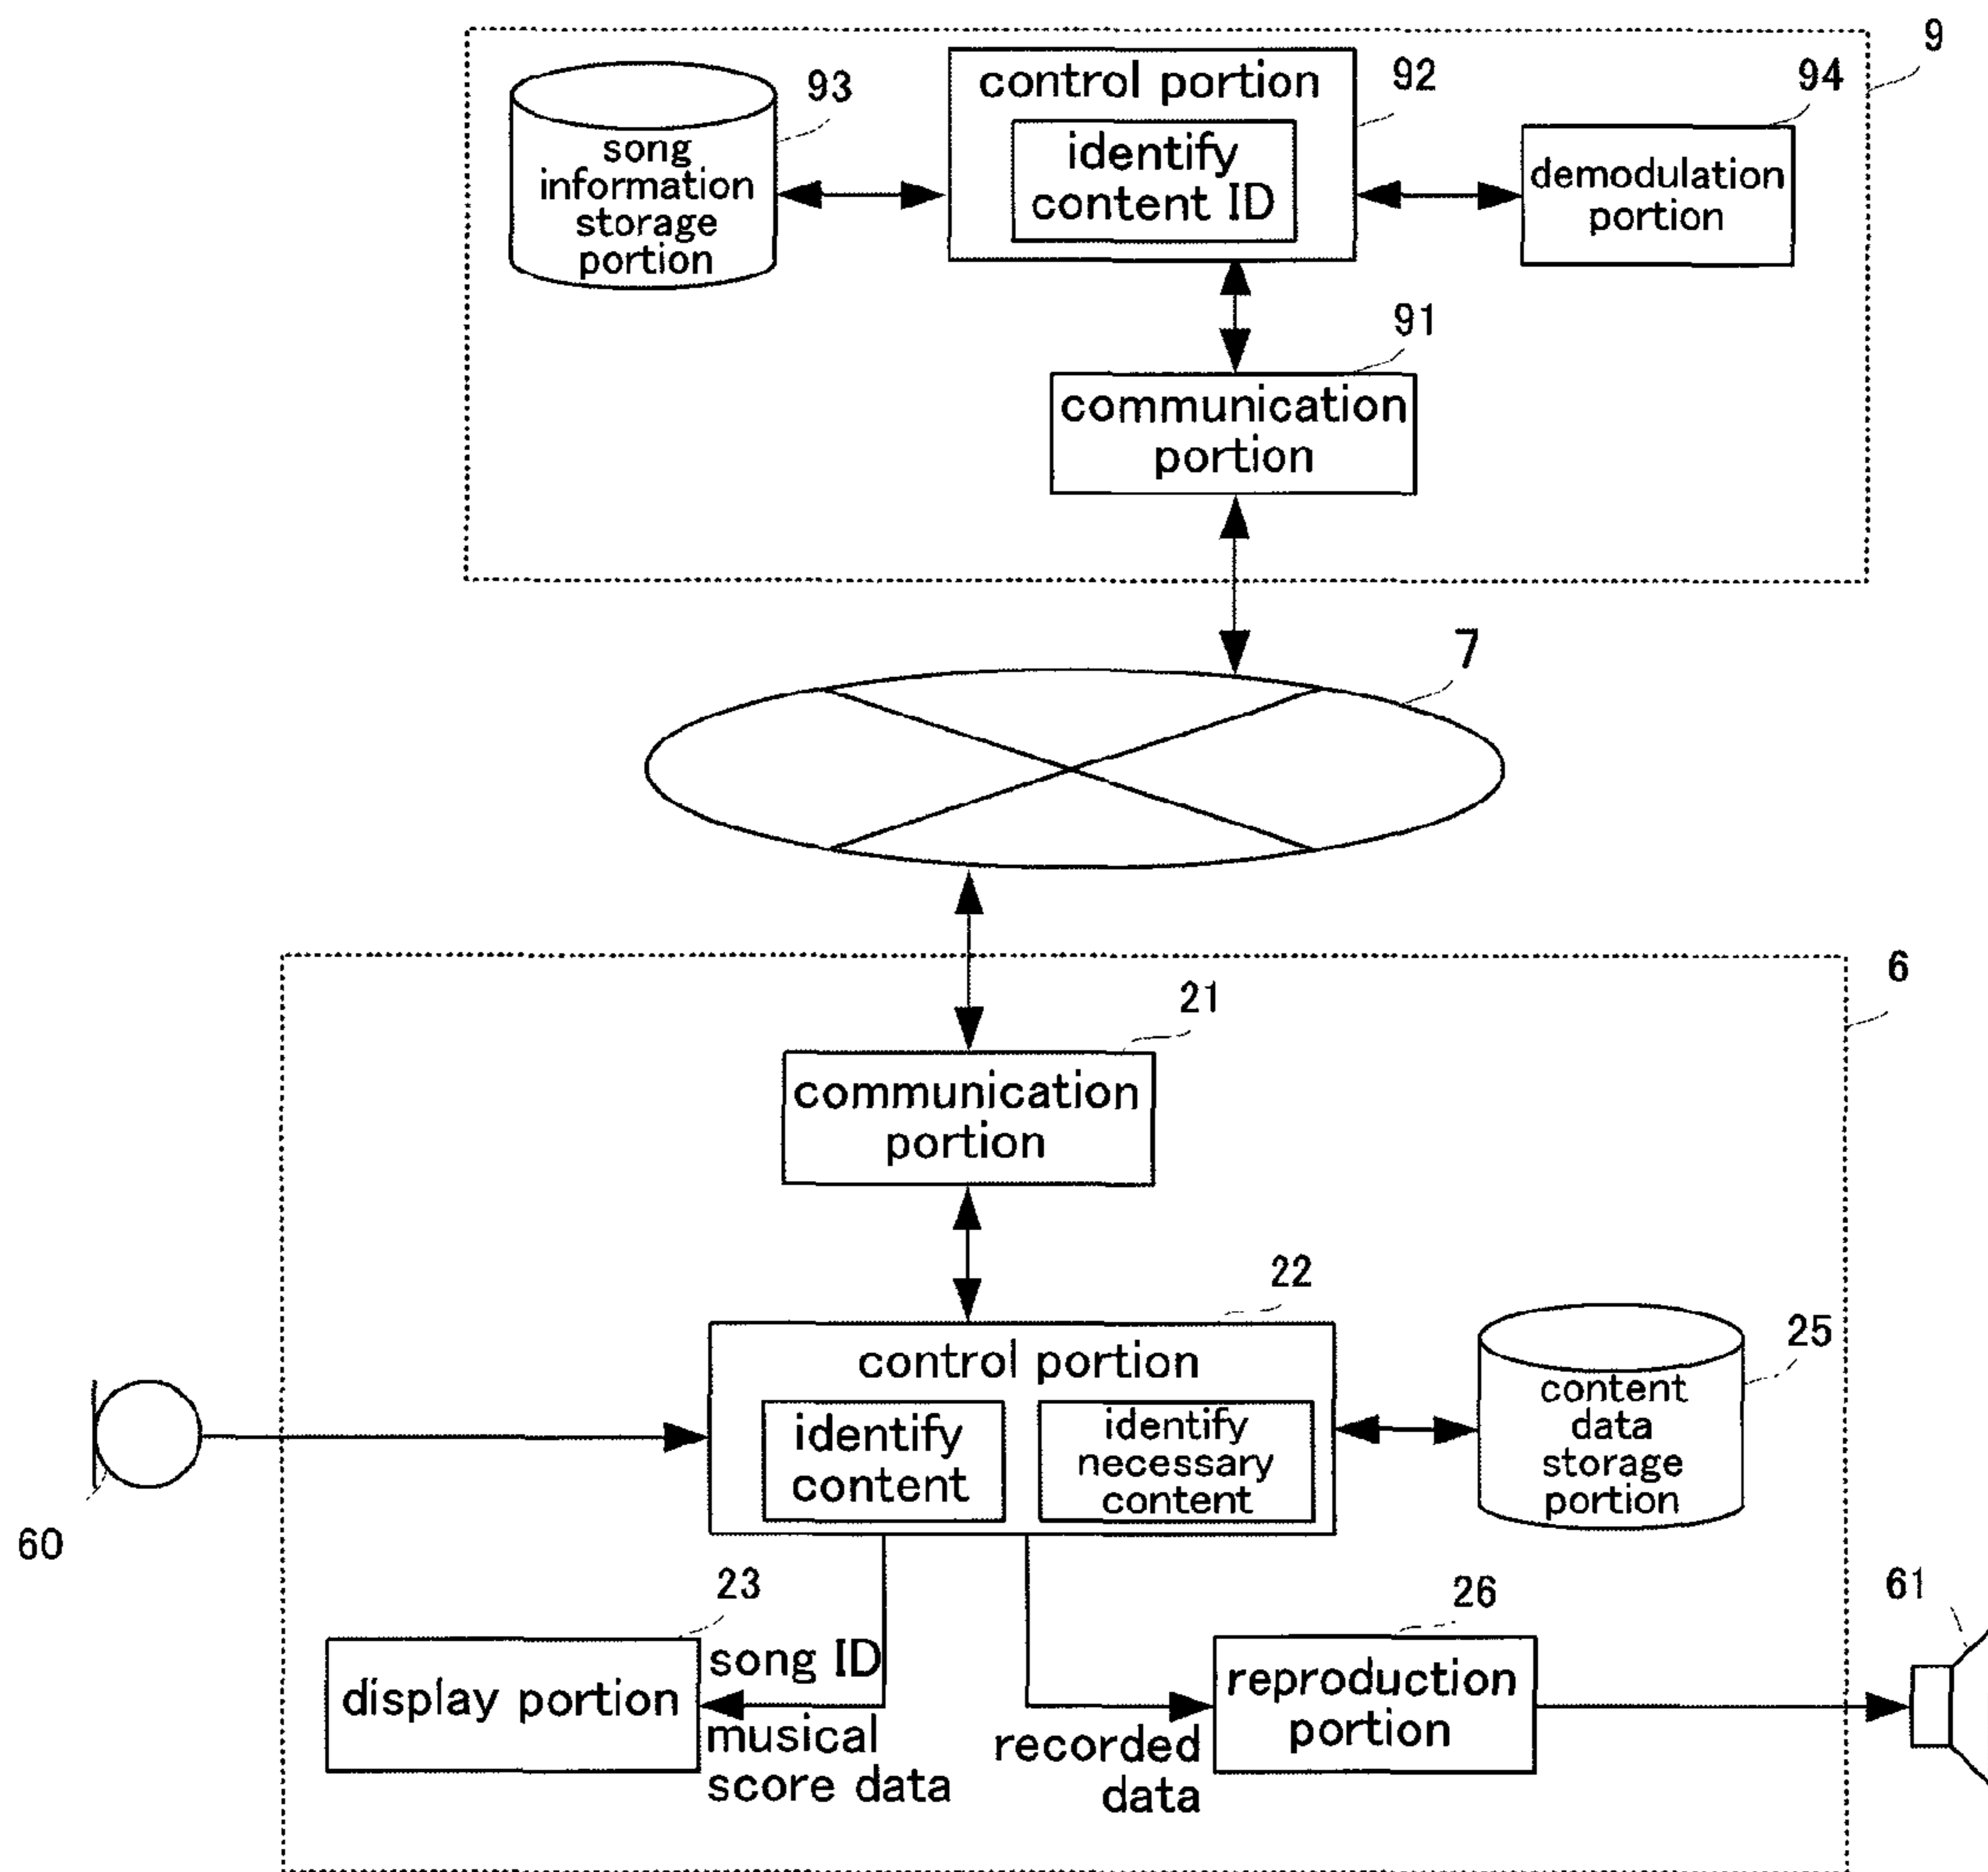 9
93
control portion
92
94
song
information
storage
portion
identify
content ID
demodulation
portion
91
communication
portion
7
6
21
communication
portion
22
control portion
25
identify
content
identify
necessary
content
content
data
storage
portion
60
23
song ID
display portion
musical
score data
26
reproduction
portion
recorded
data
61